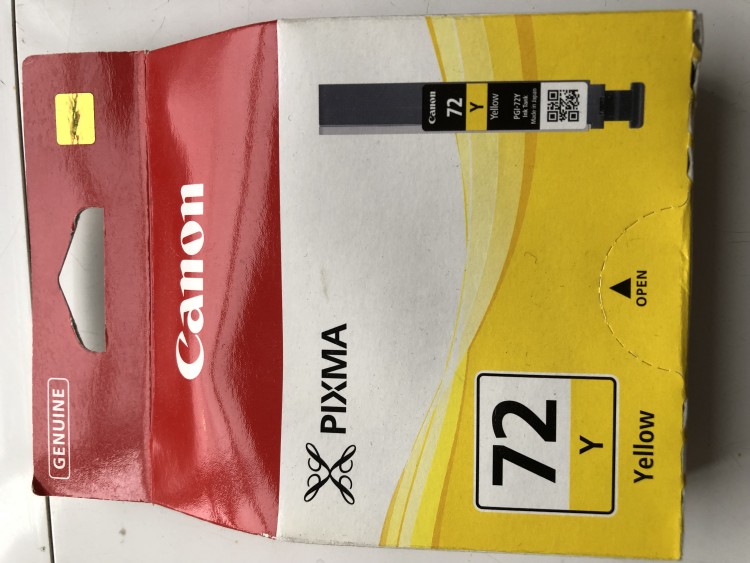 GENUINE
Canon
PIXMA
Canon
72
Y
Yellow
PGI-72Y
Ink Tank
Made in Japan
OPEN
72
Y
Yellow